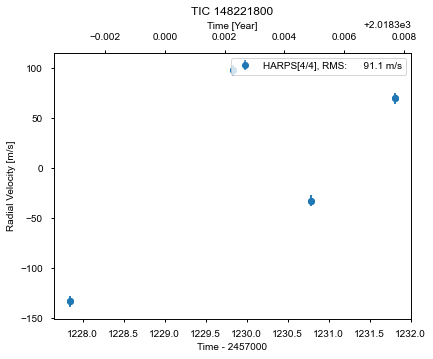 TIC 148221800
Time [Year]
+2.0183e3
−0.002 0.000 0.002 0.004 0.006 0.008
HARPS[4/4], RMS: 91.1 m/s
Radial Velocity [m/s]
100
50
0
−50
−100
−150
1228.0 1228.5 1229.0 1229.5 1230.0 1230.5 1231.0 1231.5 1232.0
Time - 2457000